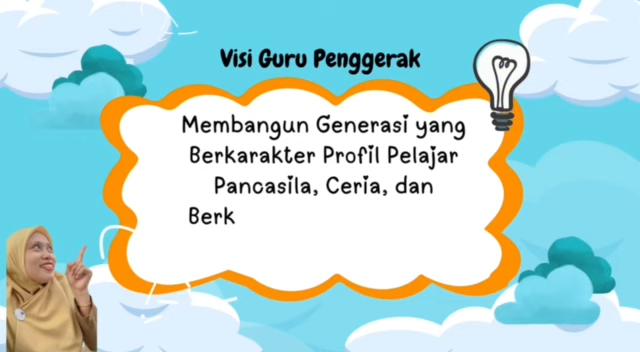 Visi Guru Penggerak
Membangun Generasi yang
Berkarakter Profil Pelajar
Pancasila, Ceria, dan
Berk